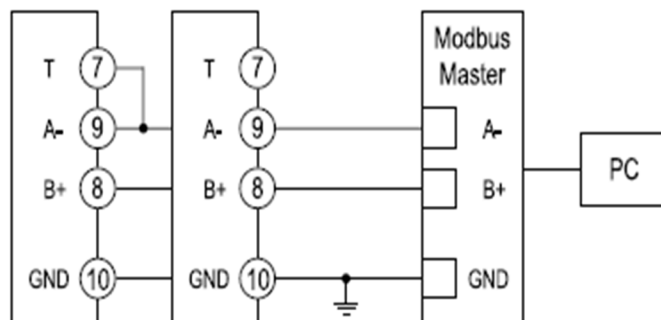 T 7 T 7 Modbus
Master
A- 9 A- 9 A-
B+ 8 B+ 8 B+ PC
GND 10 GND 10 GND